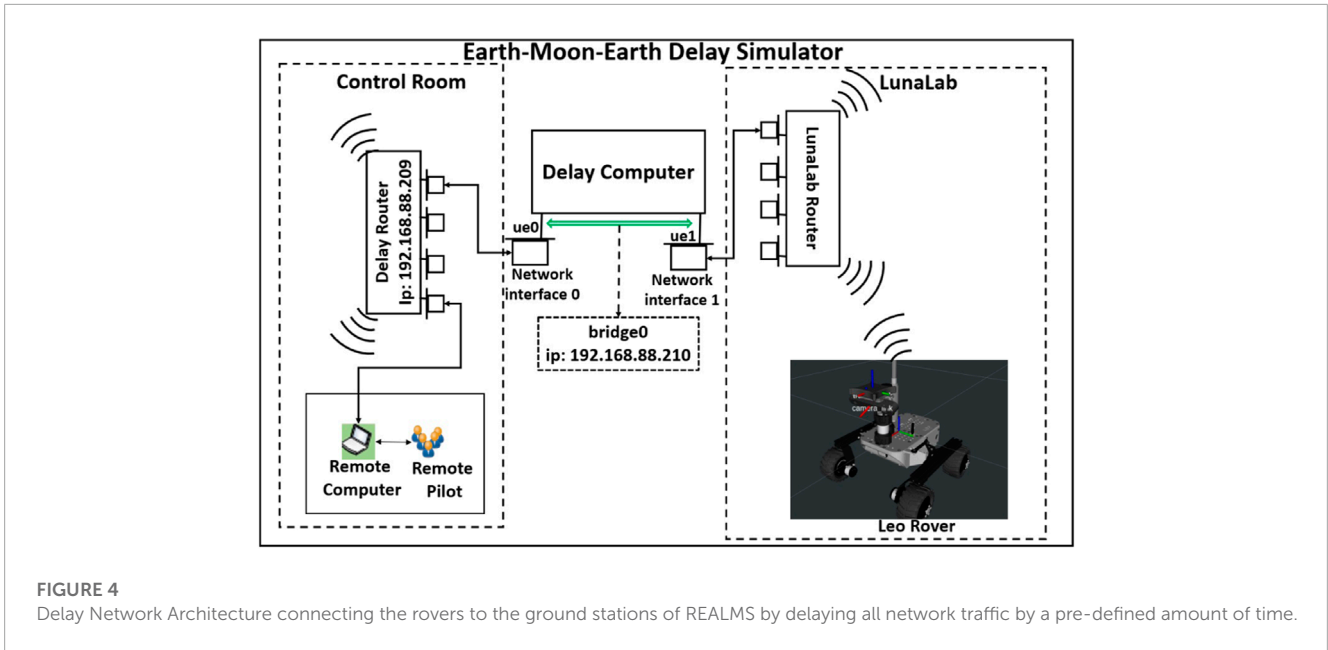 Earth-Moon-Earth Delay Simulator
Control Room
LunaLab
Delay Router
Ip: 192.168.88.209
Delay Computer
ue0
ue1
Network
interface 0
Network
interface 1
bridge0
ip: 192.168.88.210
LunaLab Router
Remote
Computer
Remote
Pilot
Leo Rover
FIGURE 4
Delay Network Architecture connecting the rovers to the ground stations of REALMS by delaying all network traffic by a pre-defined amount of time.